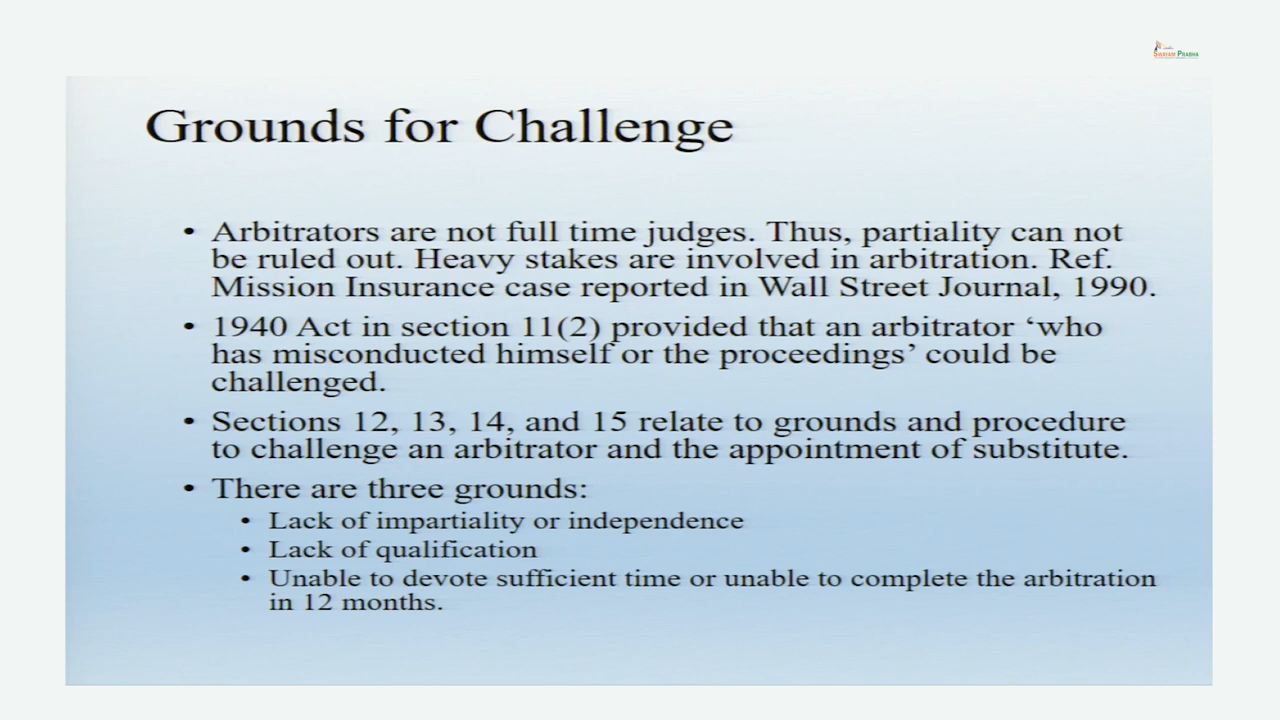 SWAYAM PRABHA
Grounds for Challenge
• Arbitrators are not full time judges. Thus, partiality can not
be ruled out. Heavy stakes are involved in arbitration. Ref.
Mission Insurance case reported in Wall Street Journal, 1990.
• 1940 Act in section 11(2) provided that an arbitrator ‘who
has misconducted himself or the proceedings’ could be
challenged.
• Sections 12, 13, 14, and 15 relate to grounds and procedure
to challenge an arbitrator and the appointment of substitute.
• There are three grounds:
• Lack of impartiality or independence
• Lack of qualification
• Unable to devote sufficient time or unable to complete the arbitration
in 12 months.